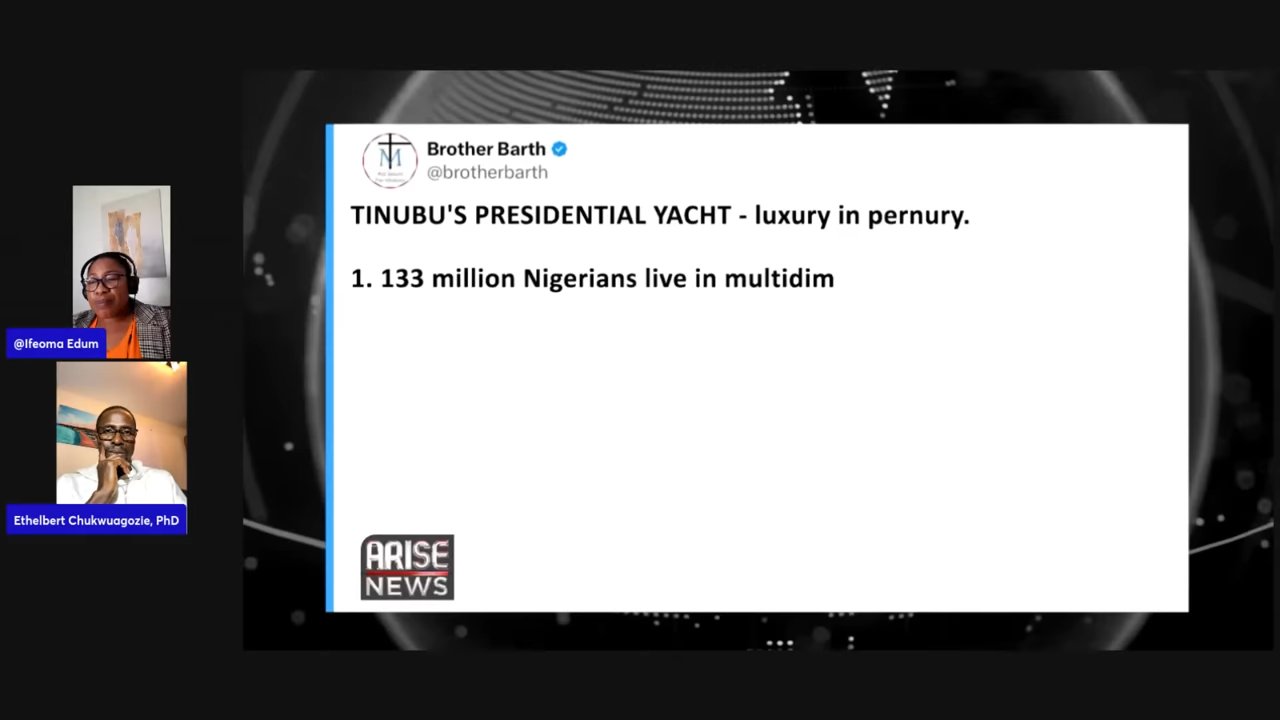 Brother Barth
@brotherbarth
TINUBU'S PRESIDENTIAL YACHT - luxury in pernury.
1. 133 million Nigerians live in multidim
@Ifeoma Edum
Ethelbert Chukwuagozie, PhD
ARISE
NEWS